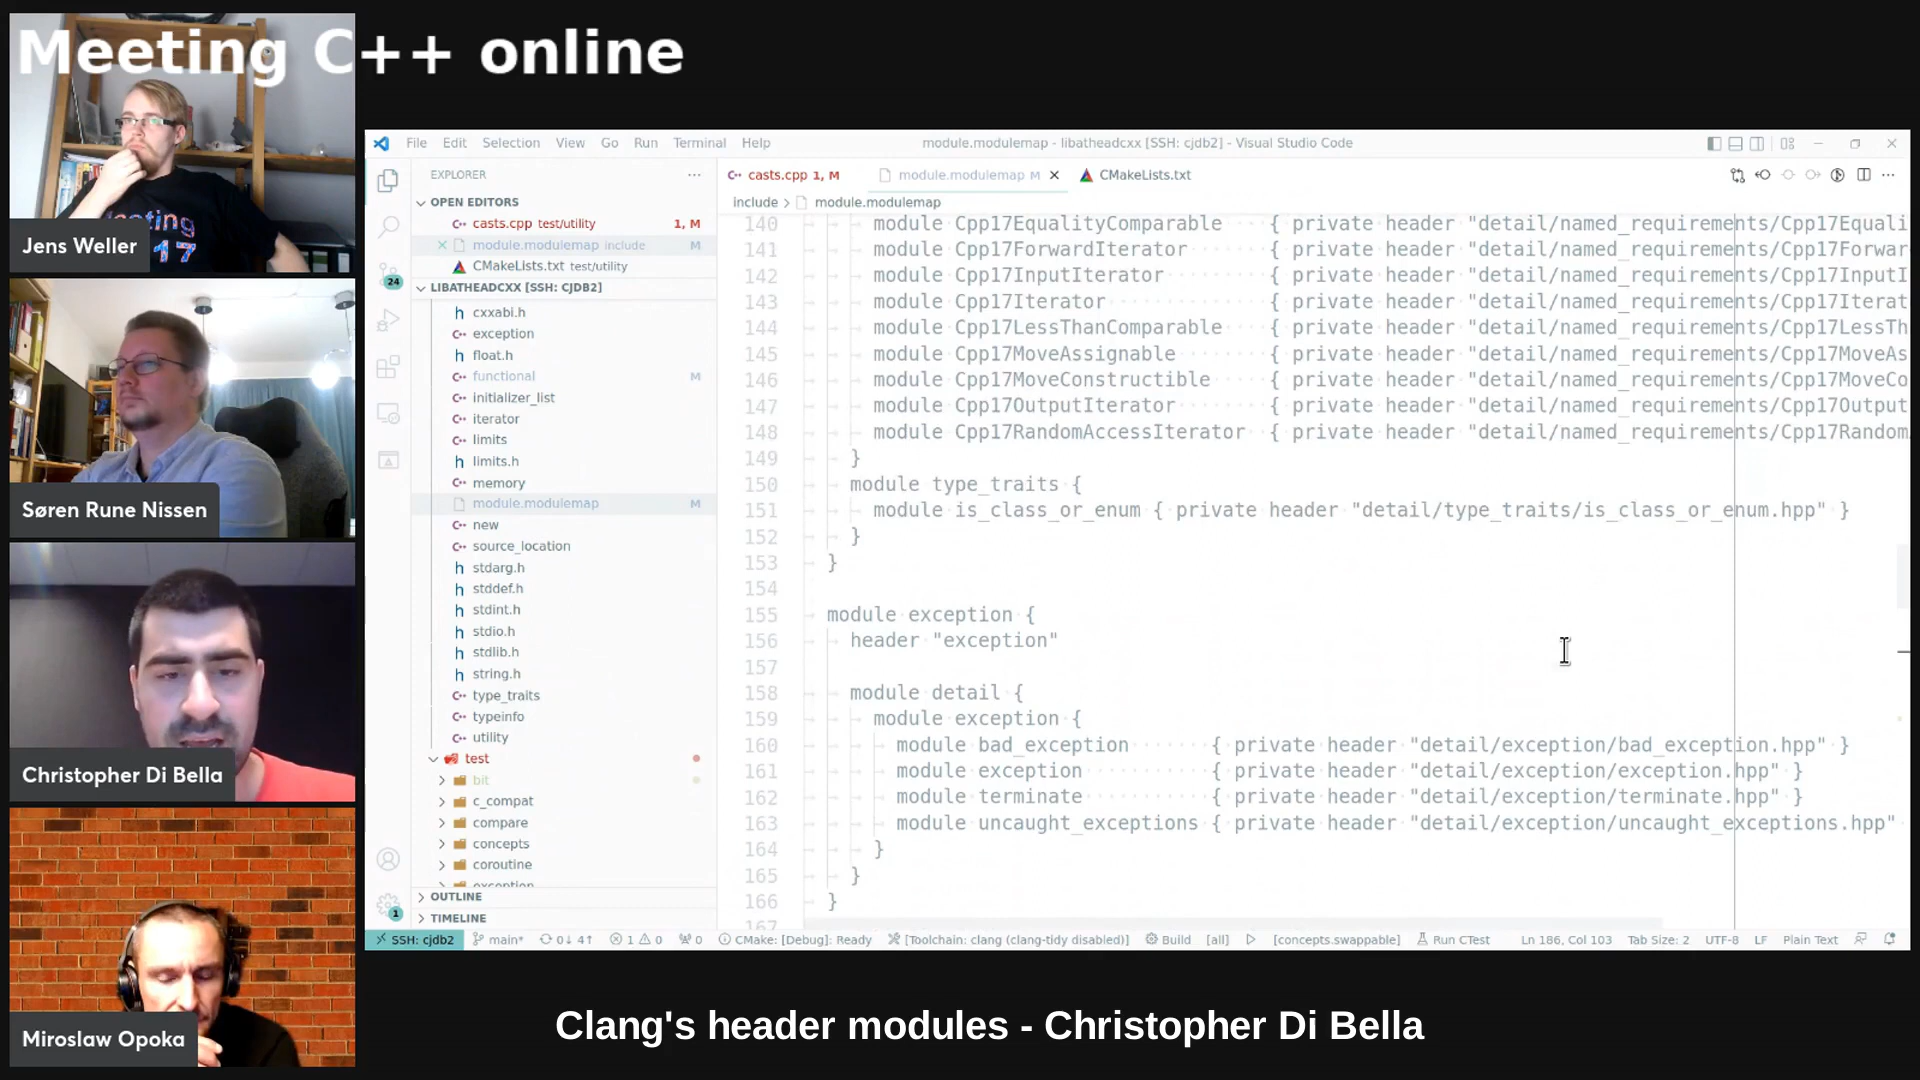 Meeting C++ online
Jens Weller
Søren Rune Nissen
Christopher Di Bella
Miroslaw Opoka
File Edit Selection View Go Run Terminal Help
module.modulemap - libatheadcxx [SSH: cjdb2] - Visual Studio Code
EXPLORER
OPEN EDITORS
casts.cpp test/utility 1, M
module.modulemap include M
CMakeLists.txt test/utility
LIBATHEADCXX [SSH: CJDB2]
cxxabi.h
exception
float.h
functional M
initializer_list
iterator
limits
limits.h
memory
module.modulemap M
new
source_location
stdarg.h
stddef.h
stdint.h
stdio.h
stdlib.h
string.h
type_traits
typeinfo
utility
test
bit
c_compat
compare
concepts
coroutine
exception
OUTLINE
TIMELINE
24
1
casts.cpp 1, M
module.modulemap M
CMakeLists.txt
include > module.modulemap
140 module Cpp17EqualityComparable { private header "detail/named_requirements/Cpp17Equali
141 module Cpp17ForwardIterator { private header "detail/named_requirements/Cpp17Forwar
142 module Cpp17InputIterator { private header "detail/named_requirements/Cpp17InputI
143 module Cpp17Iterator { private header "detail/named_requirements/Cpp17Iterat
144 module Cpp17LessThanComparable { private header "detail/named_requirements/Cpp17LessTh
145 module Cpp17MoveAssignable { private header "detail/named_requirements/Cpp17MoveAs
146 module Cpp17MoveConstructible { private header "detail/named_requirements/Cpp17MoveCo
147 module Cpp17OutputIterator { private header "detail/named_requirements/Cpp17Output
148 module Cpp17RandomAccessIterator { private header "detail/named_requirements/Cpp17Random
149 }
150 module type_traits {
151 module is_class_or_enum { private header "detail/type_traits/is_class_or_enum.hpp" }
152 }
153 }
154
155 module exception {
156 header "exception"
157
158 module detail {
159 module exception {
160 module bad_exception { private header "detail/exception/bad_exception.hpp" }
161 module exception { private header "detail/exception/exception.hpp" }
162 module terminate { private header "detail/exception/terminate.hpp" }
163 module uncaught_exceptions { private header "detail/exception/uncaught_exceptions.hpp"
164 }
165 }
166 }
167
SSH: cjdb2 main* 0↓ 4↑ 1 0 0 CMake: [Debug]: Ready [Toolchain: clang (clang-tidy disabled)] Build [all] [concepts.swappable] Run CTest Ln 186, Col 103 Tab Size: 2 UTF-8 LF Plain Text
Clang's header modules - Christopher Di Bella